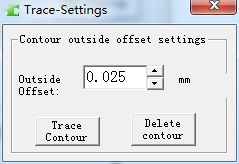 Trace-Settings
Contour outside offset settings
Outside
Offset:
0.025
mm
Trace
Contour
Delete
contour